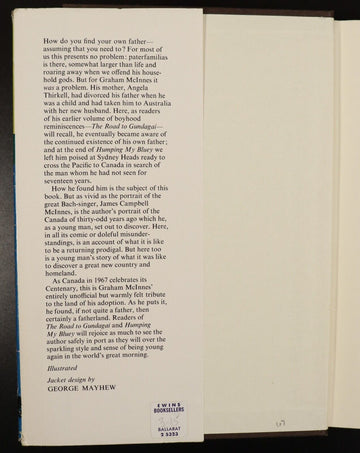 How do you find your own father—
assuming that you need to? For most of
us this presents no problem: paterfamilias
is there, somewhat larger than life and
roaring away when we offend his house-
hold gods. But for Graham McInnes it
was a problem. His mother, Angela
Thirkell, had divorced his father when he
was a child and had taken him to Australia
with her new husband. Here, as readers
of his earlier volume of boyhood
reminiscences—The Road to Gundagai—
will recall, he eventually became aware of
the continued existence of his own father;
and at the end of Humping My Bluey we
left him poised at Sydney Heads ready to
cross the Pacific to Canada in search of
the man whom he had not seen for
seventeen years.
How he found him is the subject of this
book. But as vivid as the portrait of the
great Bach-singer, James Campbell
McInnes, is the author's portrait of the
Canada of thirty-odd years ago which he,
as a young man, set out to discover. Here,
in all its comic or doleful misunder-
standings, is an account of what it is like
to be a returning prodigal. But here too
is a young man's story of what it was like
to discover a great new country and
homeland.
As Canada in 1967 celebrates its
Centenary, this is Graham McInnes'
entirely unofficial but warmly felt tribute
to the land of his adoption. As he puts it,
he found, if not quite a father, then
certainly a fatherland. Readers of
The Road to Gundagai and Humping
My Bluey will rejoice as much to see the
author safely in port as they will over the
sparkling style and sense of being young
again in the world's great morning.
Illustrated
Jacket design by
GEORGE MAYHEW
EWINS
BOOKSELLERS
BALLARAT
2 5323